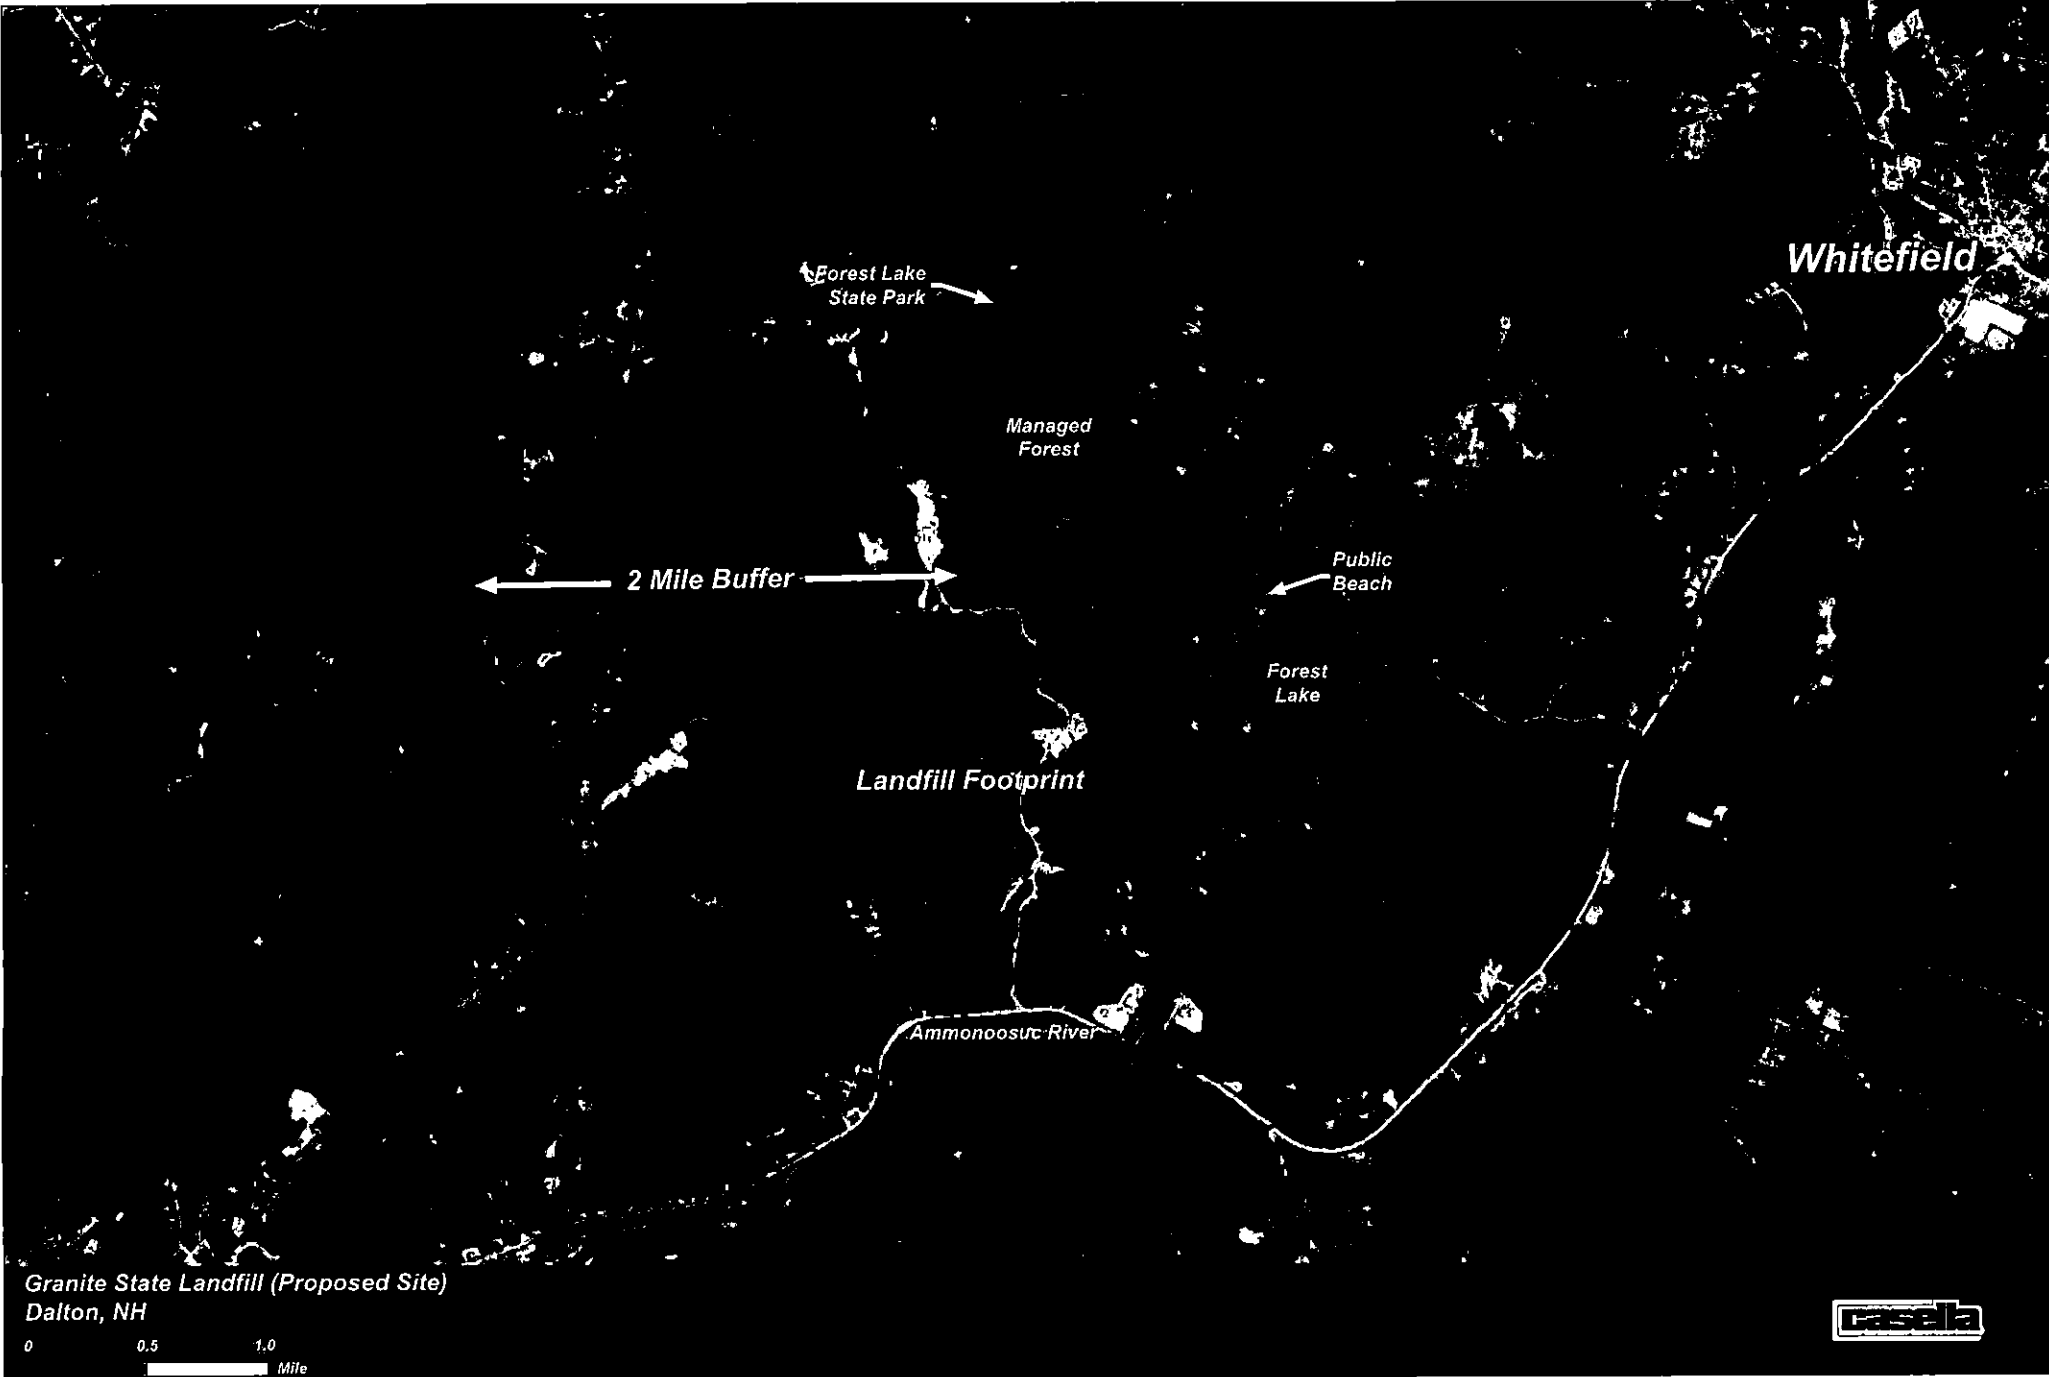 Whitefield
Forest Lake
State Park
Managed
Forest
2 Mile Buffer
Public
Beach
Forest
Lake
Landfill Footprint
Ammonoosuc River
Granite State Landfill (Proposed Site)
Dalton, NH
0 0.5 1.0
Mile
casella